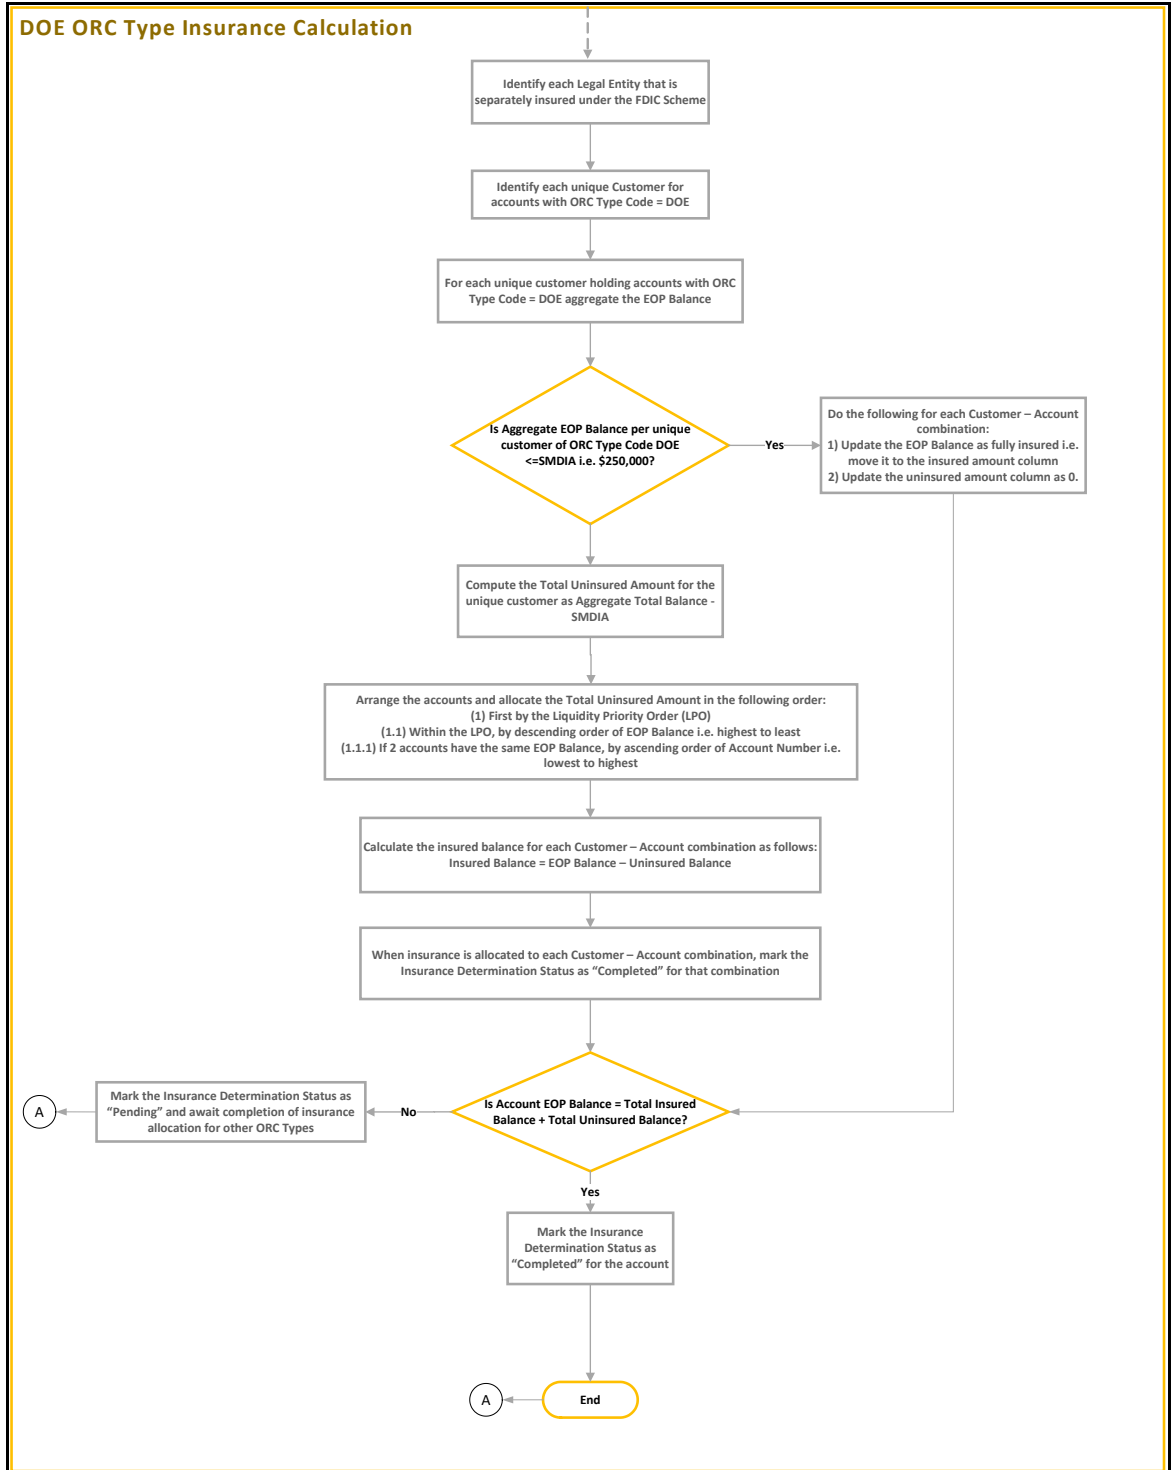 DOE ORC Type Insurance Calculation
Identify each Legal Entity that is
separately insured under the FDIC Scheme
Identify each unique Customer for
accounts with ORC Type Code = DOE
For each unique customer holding accounts with ORC
Type Code = DOE aggregate the EOP Balance
Is Aggregate EOP Balance per unique
customer of ORC Type Code DOE
<=SMDIA i.e. $250,000?
Yes
Do the following for each Customer – Account
combination:
1) Update the EOP Balance as fully insured i.e.
move it to the insured amount column
2) Update the uninsured amount column as 0.
Compute the Total Uninsured Amount for the
unique customer as Aggregate Total Balance -
SMDIA
Arrange the accounts and allocate the Total Uninsured Amount in the following order:
(1) First by the Liquidity Priority Order (LPO)
(1.1) Within the LPO, by descending order of EOP Balance i.e. highest to least
(1.1.1) If 2 accounts have the same EOP Balance, by ascending order of Account Number i.e.
lowest to highest
Calculate the insured balance for each Customer – Account combination as follows:
Insured Balance = EOP Balance – Uninsured Balance
When insurance is allocated to each Customer – Account combination, mark the
Insurance Determination Status as “Completed” for that combination
Is Account EOP Balance = Total Insured
Balance + Total Uninsured Balance?
No
Mark the Insurance Determination Status as
“Pending” and await completion of insurance
allocation for other ORC Types
A
Yes
Mark the Insurance
Determination Status as
“Completed” for the account
End
A